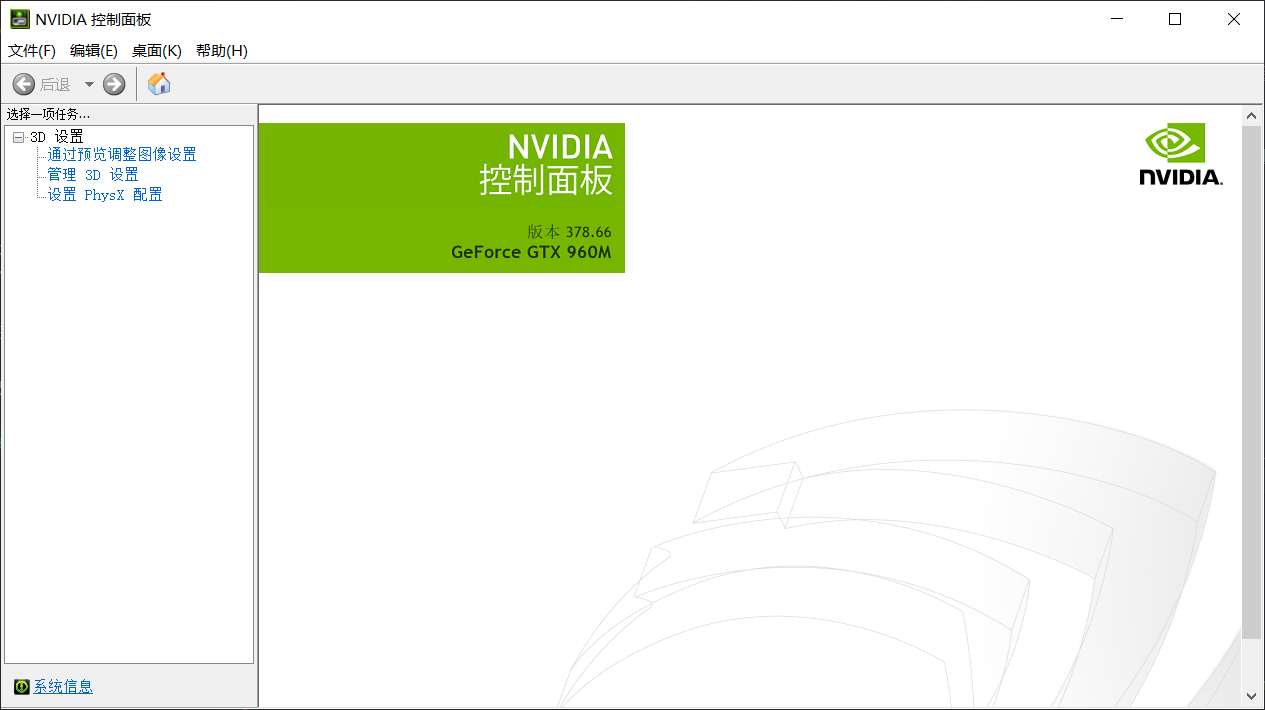 NVIDIA 控制面板
文件(F) 编辑(E) 桌面(K) 帮助(H)
后退
选择一项任务...
3D 设置
通过预览调整图像设置
管理 3D 设置
设置 PhysX 配置
系统信息
NVIDIA
控制面板
版本 378.66
GeForce GTX 960M
NVIDIA.